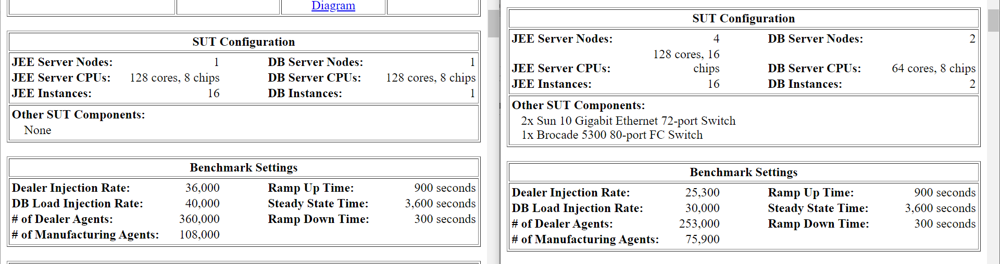 Diagram
SUT Configuration
JEE Server Nodes: 1 DB Server Nodes: 1
JEE Server CPUs: 128 cores, 8 chips DB Server CPUs: 128 cores, 8 chips
JEE Instances: 16 DB Instances: 1
Other SUT Components:
None
Benchmark Settings
Dealer Injection Rate: 36,000 Ramp Up Time: 900 seconds
DB Load Injection Rate: 40,000 Steady State Time: 3,600 seconds
# of Dealer Agents: 360,000 Ramp Down Time: 300 seconds
# of Manufacturing Agents: 108,000
SUT Configuration
JEE Server Nodes: 4 DB Server Nodes: 2
128 cores, 16
JEE Server CPUs: chips DB Server CPUs: 64 cores, 8 chips
JEE Instances: 16 DB Instances: 2
Other SUT Components:
2x Sun 10 Gigabit Ethernet 72-port Switch
1x Brocade 5300 80-port FC Switch
Benchmark Settings
Dealer Injection Rate: 25,300 Ramp Up Time: 900 seconds
DB Load Injection Rate: 30,000 Steady State Time: 3,600 seconds
# of Dealer Agents: 253,000 Ramp Down Time: 300 seconds
# of Manufacturing Agents: 75,900